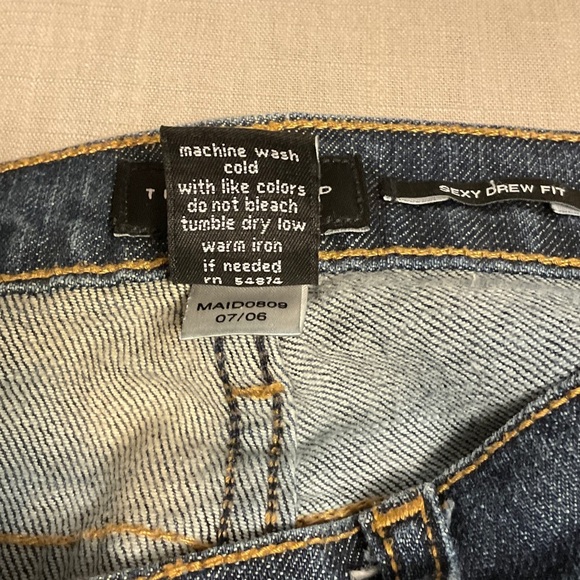 machine wash
cold
with like colors
do not bleach
tumble dry low
warm iron
if needed
rn 54874
MAID0809
07/06
SEXY DREW FIT